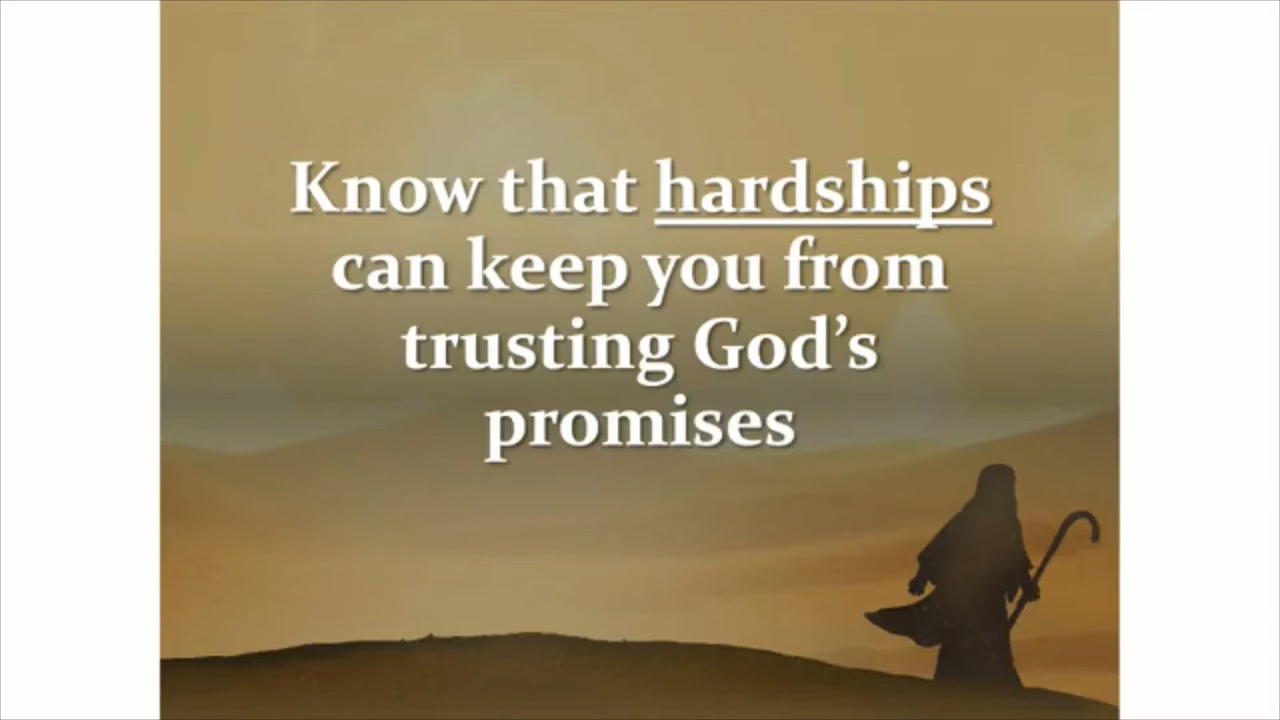 Know that hardships
can keep you from
trusting God’s
promises